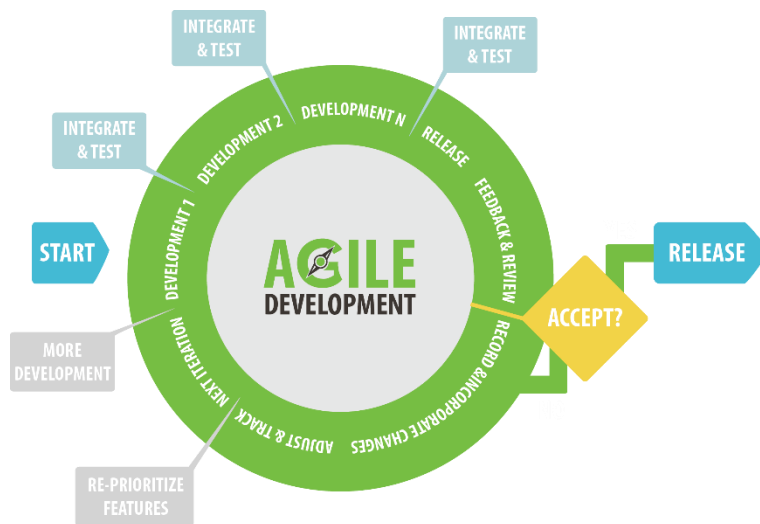 INTEGRATE
& TEST
INTEGRATE
& TEST
INTEGRATE
& TEST
START
DEVELOPMENT 1
DEVELOPMENT 2
DEVELOPMENT N
RELEASE
FEEDBACK & REVIEW
ACCEPT?
RELEASE
RECORD &INCORPORATE CHANGES
ADJUST & TRACK
NEXT ITERATION
AGILE
DEVELOPMENT
MORE
DEVELOPMENT
RE-PRIORITIZE
FEATURES